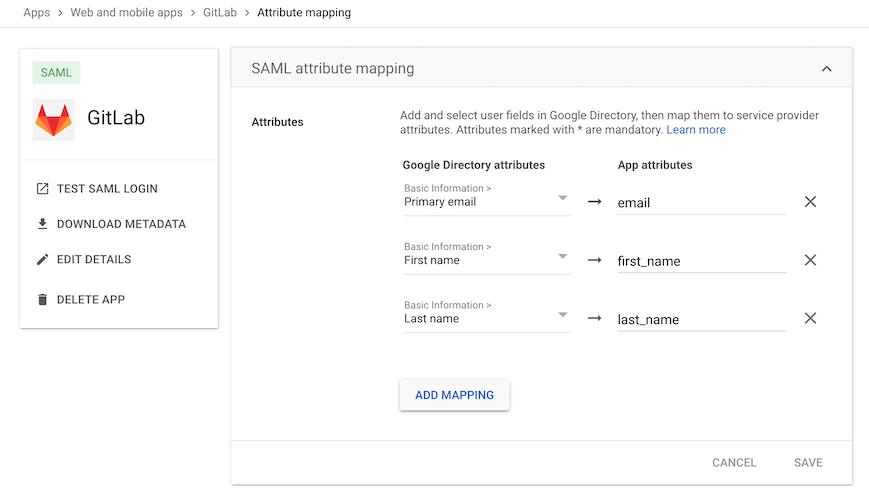 Apps > Web and mobile apps > GitLab > Attribute mapping
SAML
GitLab
TEST SAML LOGIN
DOWNLOAD METADATA
EDIT DETAILS
DELETE APP
SAML attribute mapping
Attributes
Add and select user fields in Google Directory, then map them to service provider
attributes. Attributes marked with * are mandatory. Learn more
Google Directory attributes
App attributes
Basic Information >
Primary email
email
Basic Information >
First name
first_name
Basic Information >
Last name
last_name
ADD MAPPING
CANCEL
SAVE